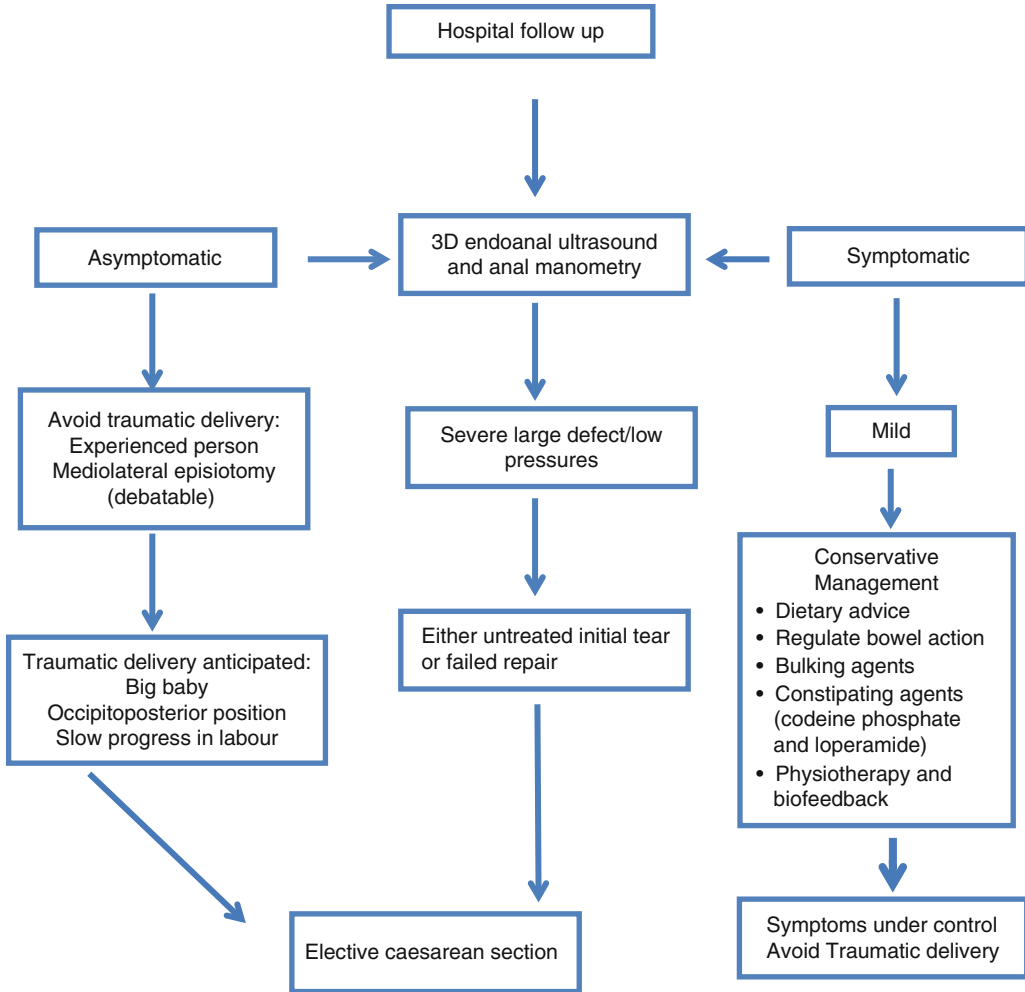 Hospital follow up
Asymptomatic
3D endoanal ultrasound
and anal manometry
Symptomatic
Avoid traumatic delivery:
Experienced person
Mediolateral episiotomy
(debatable)
Severe large defect/low
pressures
Mild
Traumatic delivery anticipated:
Big baby
Occipitoposterior position
Slow progress in labour
Either untreated initial tear
or failed repair
Conservative
Management
• Dietary advice
• Regulate bowel action
• Bulking agents
• Constipating agents
(codeine phosphate
and loperamide)
• Physiotherapy and
biofeedback
Elective caesarean section
Symptoms under control
Avoid Traumatic delivery